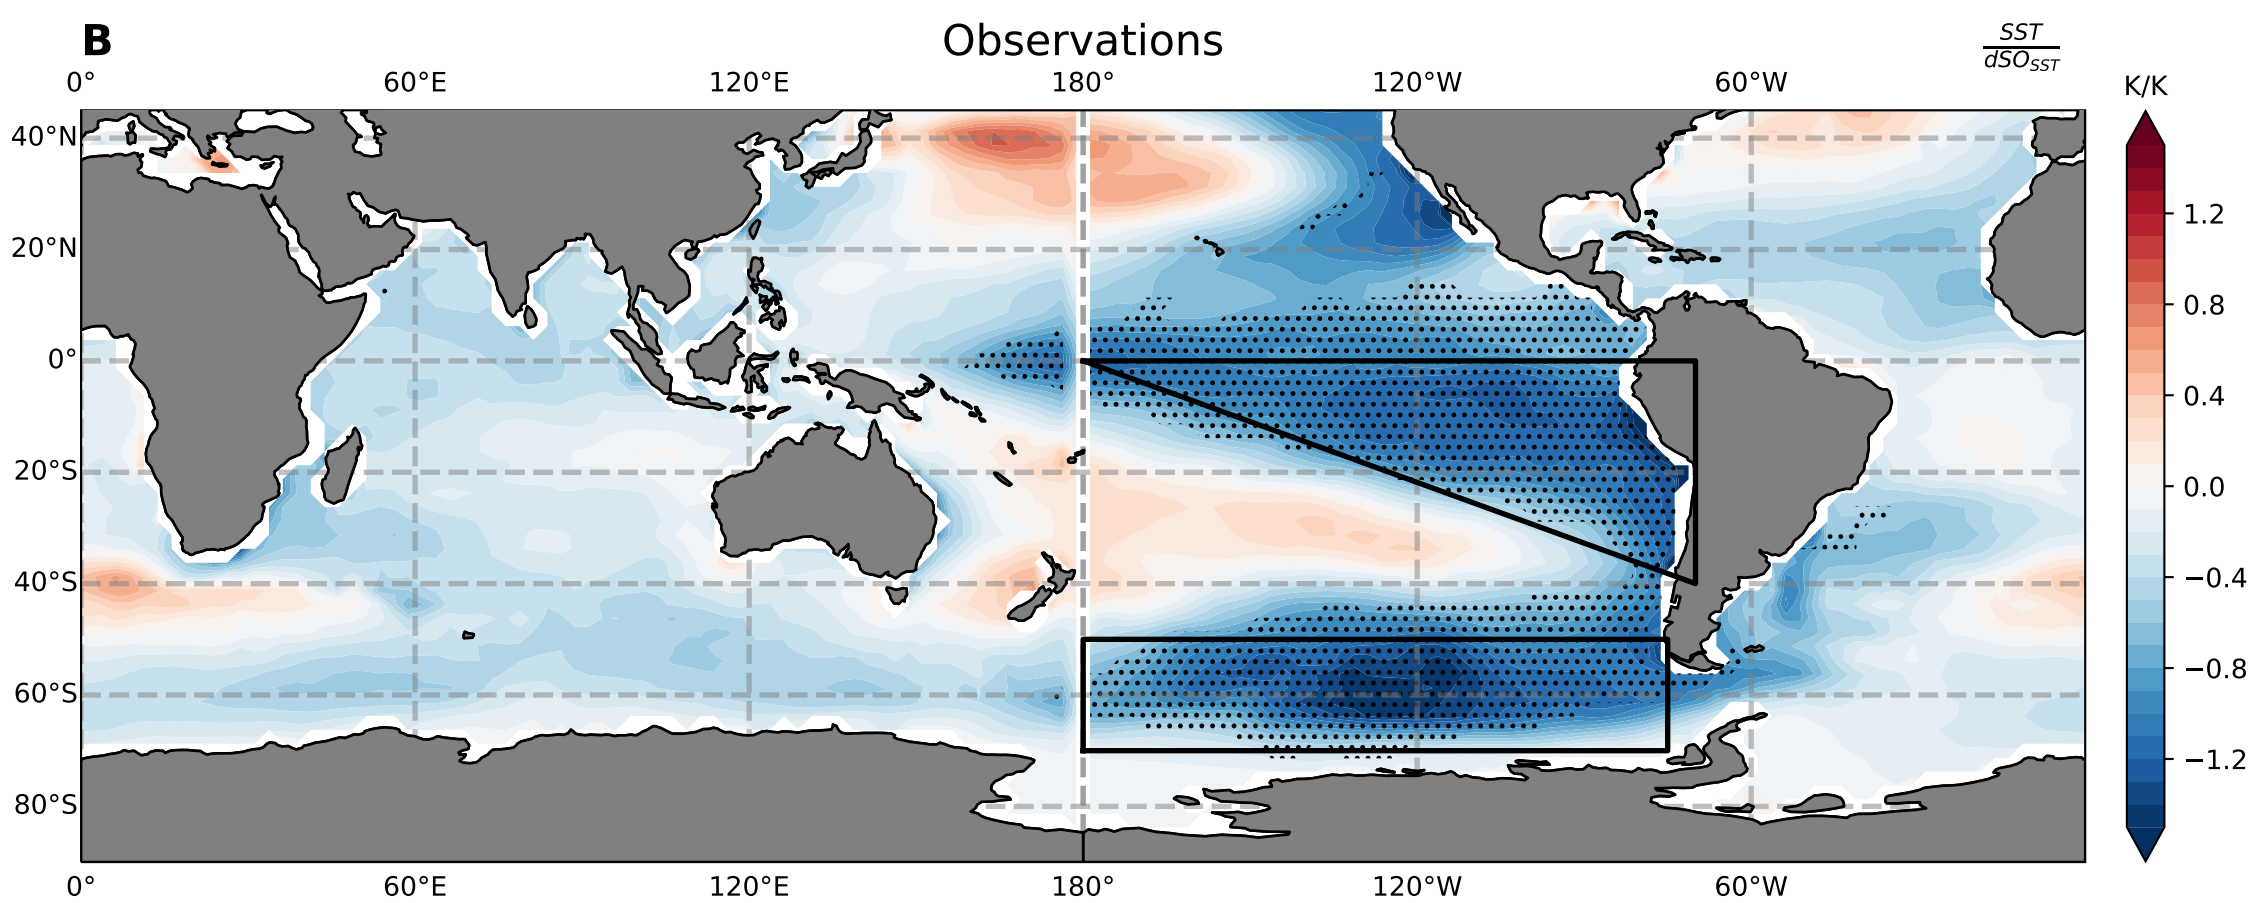 B
Observations
SST
dSO_SST
K/K
0°
60°E
120°E
180°
120°W
60°W
40°N
20°N
0°
20°S
40°S
60°S
80°S
0°
60°E
120°E
180°
120°W
60°W
1.2
0.8
0.4
0.0
−0.4
−0.8
−1.2